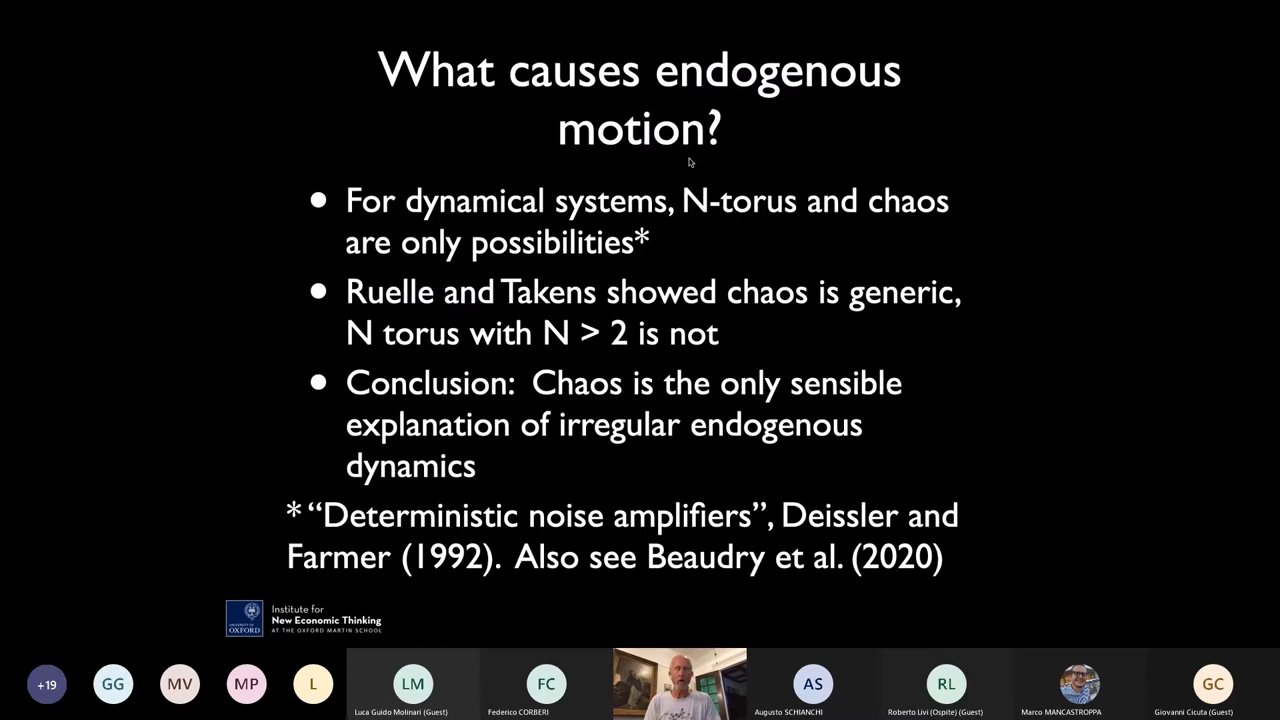 What causes endogenous
motion?
• For dynamical systems, N-torus and chaos
are only possibilities*
• Ruelle and Takens showed chaos is generic,
N torus with N > 2 is not
• Conclusion: Chaos is the only sensible
explanation of irregular endogenous
dynamics
* “Deterministic noise amplifiers”, Deissler and
Farmer (1992). Also see Beaudry et al. (2020)
UNIVERSITY OF
OXFORD
Institute for
New Economic Thinking
AT THE OXFORD MARTIN SCHOOL
+19
GG
MV
MP
L
LM
FC
AS
RL
GC
Luca Guido Molinari (Guest)
Federico CORBERI
Augusto SCHIANCHI
Roberto Livi (Ospite) (Guest)
Marco MANCASTROPPA
Giovanni Cicuta (Guest)